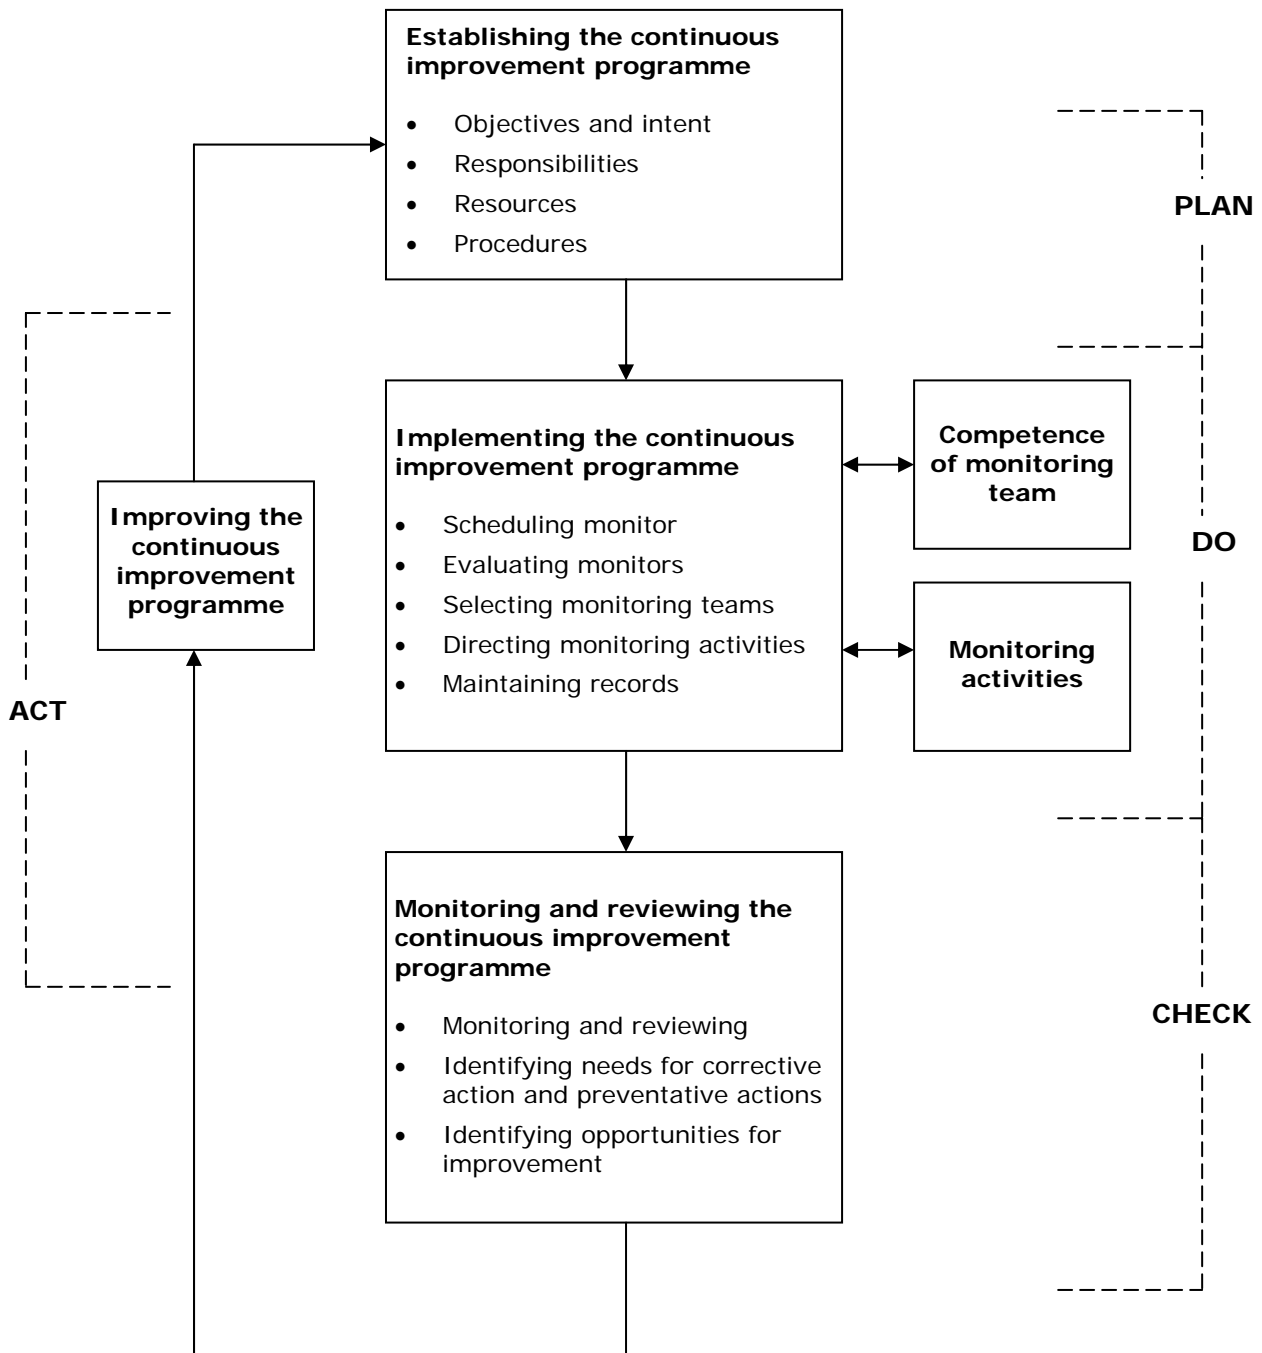 Establishing the continuous
improvement programme
• Objectives and intent
• Responsibilities
• Resources
• Procedures
PLAN
Implementing the continuous
improvement programme
• Scheduling monitor
• Evaluating monitors
• Selecting monitoring teams
• Directing monitoring activities
• Maintaining records
Competence
of monitoring
team
DO
Monitoring
activities
Improving the
continuous
improvement
programme
ACT
Monitoring and reviewing the
continuous improvement
programme
• Monitoring and reviewing
• Identifying needs for corrective
action and preventative actions
• Identifying opportunities for
improvement
CHECK